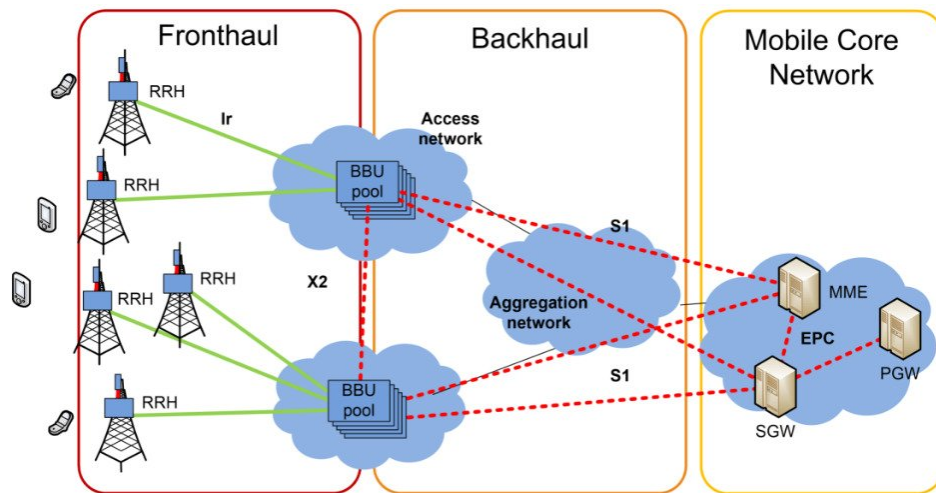 Fronthaul
Backhaul
Mobile Core
Network
RRH
Ir
Access
network
BBU
pool
RRH
S1
X2
RRH
RRH
Aggregation
network
MME
EPC
PGW
BBU
pool
S1
RRH
SGW